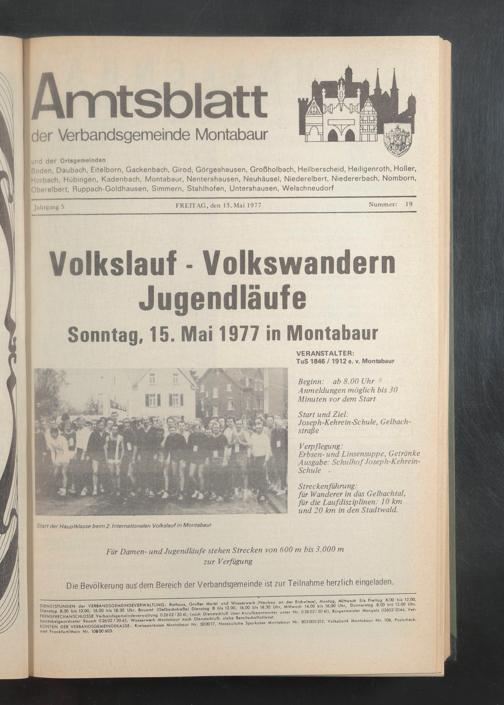 Amtsblatt
der Verbandsgemeinde Montabaur
und der Ortsgemeinden
Boden, Daubach, Eitelborn, Gackenbach, Girod, Görgeshausen, Großholbach, Heilberscheid, Heiligenroth, Holler,
Horbach, Hübingen, Kadenbach, Montabaur, Nentershausen, Neuhäusel, Niederelbert, Niedererbach, Nomborn,
Oberelbert, Ruppach-Goldhausen, Simmern, Stahlhofen, Untershausen, Welschneudorf
Jahrgang 5 FREITAG, den 13. Mai 1977 Nummer: 19
Volkslauf - Volkswandern
Jugendläufe
Sonntag, 15. Mai 1977 in Montabaur
VERANSTALTER:
TuS 1846 / 1912 e. v. Montabaur
Beginn: ab 8.00 Uhr
Anmeldungen möglich bis 30
Minuten vor dem Start
Start und Ziel:
Joseph-Kehrein-Schule, Gelbach-
straße
Verpflegung:
Erbsen- und Linsensuppe, Getränke
Ausgabe: Schulhof Joseph-Kehrein-
Schule
Streckenführung:
für Wanderer in das Gelbachtal,
für die Laufdisziplinen: 10 km
und 20 km in den Stadtwald.
Start der Hauptklasse beim 2. Internationalen Volkslauf in Montabaur
Für Damen- und Jugendläufe stehen Strecken von 600 m bis 3.000 m
zur Verfügung
Die Bevölkerung aus dem Bereich der Verbandsgemeinde ist zur Teilnahme herzlich eingeladen.
DIENSTSTUNDEN der VERBANDSGEMEINDEVERWALTUNG: Rathaus, Großer Markt und